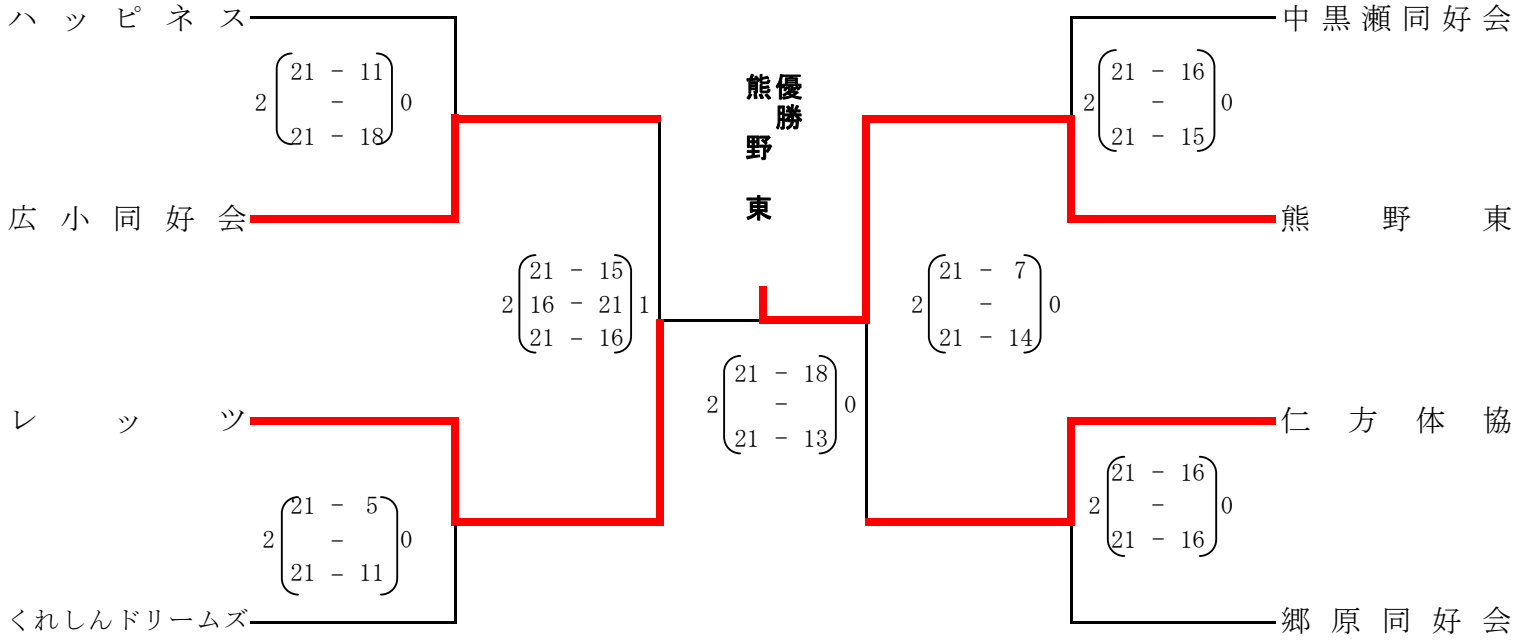 ハッピネス
21 － 11
2 － 0
21 － 18
広小同好会
21 － 15
2 16 － 21 1
21 － 16
レッツ
21 － 5
2 － 0
21 － 11
くれしんドリームズ
優勝
熊野東
21 － 18
2 － 0
21 － 13
中黒瀬同好会
21 － 16
2 － 0
21 － 15
熊野東
21 － 7
2 － 0
21 － 14
仁方体協
21 － 16
2 － 0
21 － 16
郷原同好会